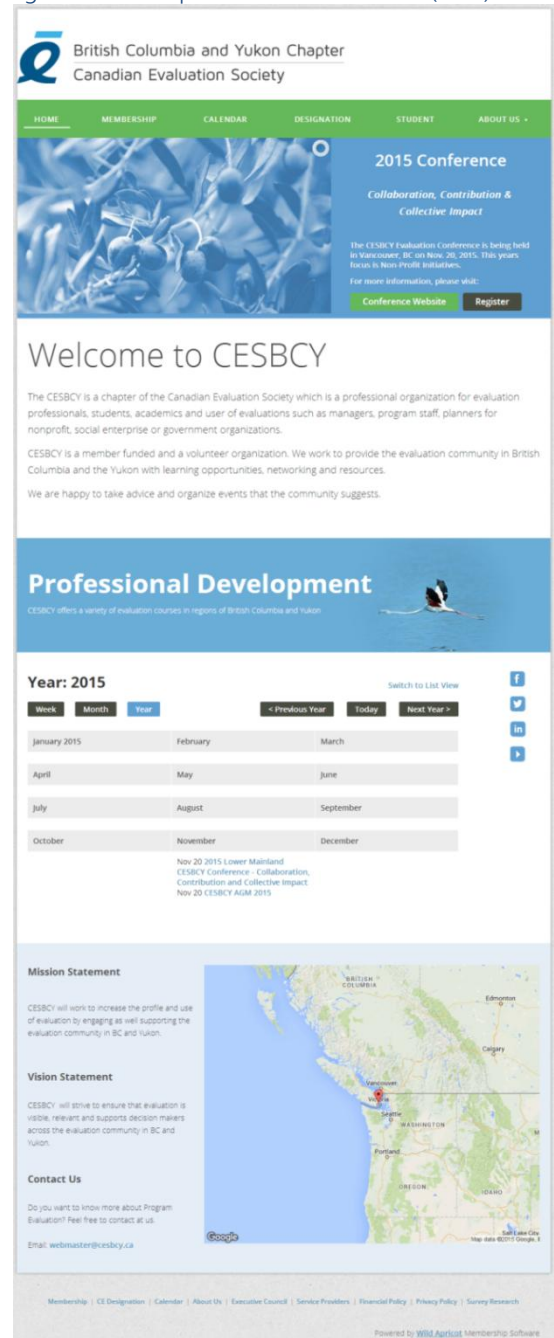 British Columbia and Yukon Chapter
Canadian Evaluation Society
HOME MEMBERSHIP CALENDAR DESIGNATION STUDENT ABOUT US
2015 Conference
Collaboration, Contribution &
Collective Impact
The CESBCY Evaluation Conference is being held
in Vancouver, BC on Nov. 20, 2015. This years
focus is Non-Profit Initiatives.
For more information, please visit:
Conference Website Register
Welcome to CESBCY
The CESBCY is a chapter of the Canadian Evaluation Society which is a professional organization for evaluation
professionals, students, academics and user of evaluations such as managers, program staff, planners for
nonprofit, social enterprise or government organizations.
CESBCY is a member funded and a volunteer organization. We work to provide the evaluation community in British
Columbia and the Yukon with learning opportunities, networking and resources.
We are happy to take advice and organize events that the community suggests.
Professional Development
CESBCY offers a variety of evaluation courses in regions of British Columbia and Yukon
Year: 2015
Switch to List View
Week Month Year < Previous Year Today Next Year >
January 2015 February March
April May June
July August September
October November December
Nov 20 2015 Lower Mainland
CESBCY Conference - Collaboration,
Contribution and Collective Impact
Nov 20 CESBCY AGM 2015
Mission Statement
CESBCY will work to increase the profile and use
of evaluation by engaging as well supporting the
evaluation community in BC and Yukon.
Vision Statement
CESBCY will strive to ensure that evaluation is
visible, relevant and supports decision makers
across the evaluation community in BC and
Yukon.
Contact Us
Do you want to know more about Program
Evaluation? Feel free to contact at us.
Email: webmaster@cesbcy.ca
BRITISH
COLUMBIA
Edmonton
Calgary
Vancouver
Victoria
Seattle
WASHINGTON
Portland
OREGON
IDAHO
Salt Lake City
Google
Map data ©2015 Google,
Membership | CE Designation | Calendar | About Us | Executive Council | Service Providers | Financial Policy | Privacy Policy | Survey Research
Powered by Wild Apricot Membership Software